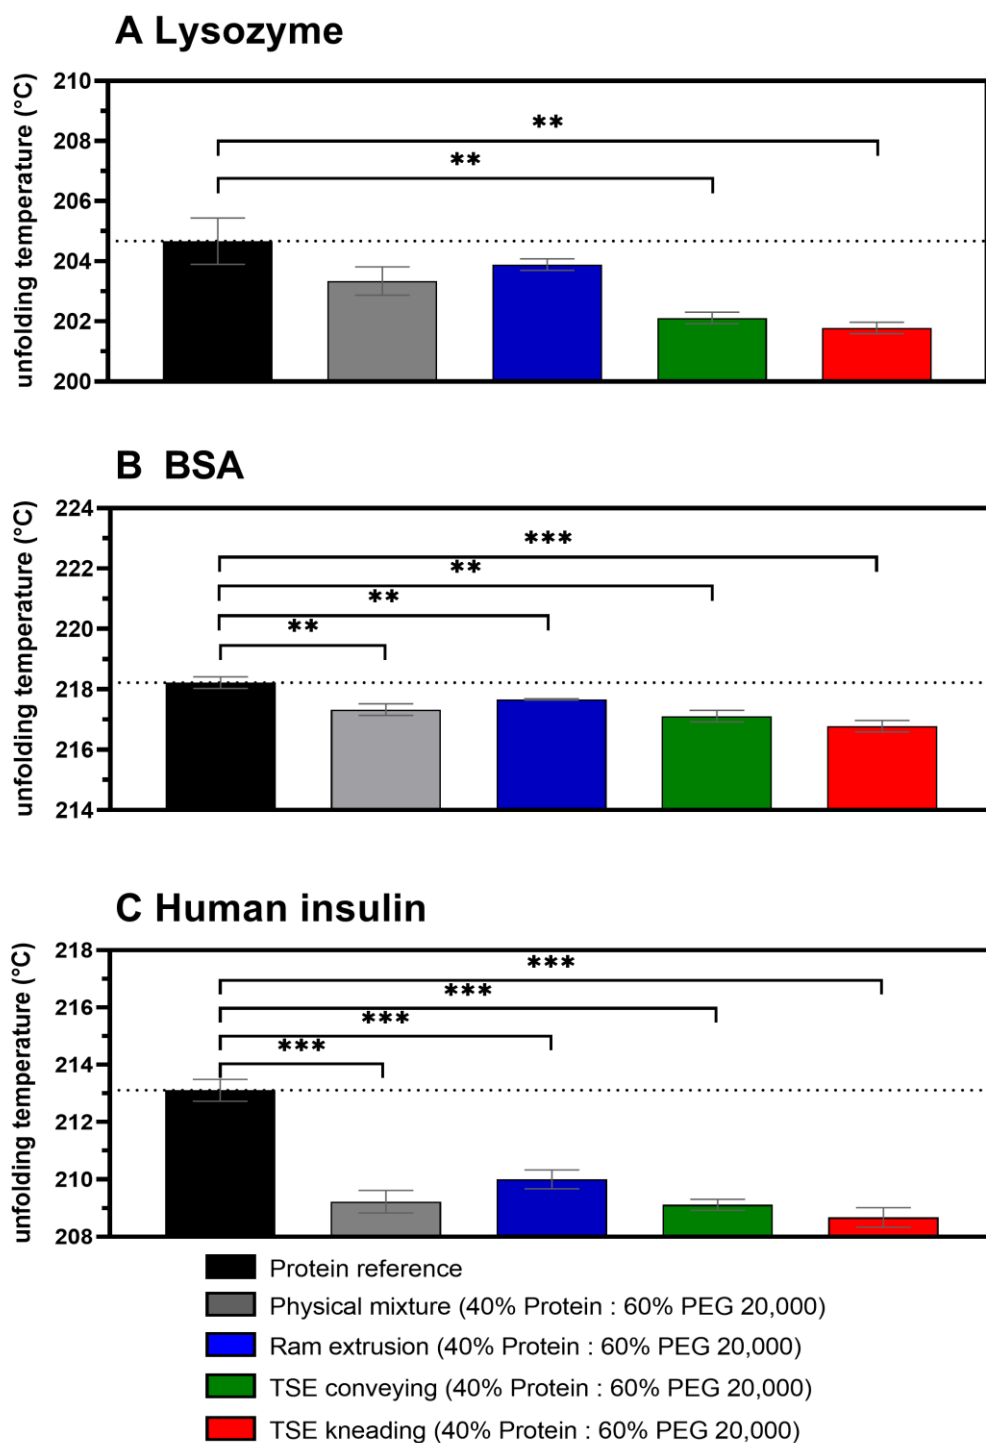 A Lysozyme
unfolding temperature (°C)
210
208
206
204
202
200
**
**
B BSA
unfolding temperature (°C)
224
222
220
218
216
214
***
**
**
**
C Human insulin
unfolding temperature (°C)
218
216
214
212
210
208
***
***
***
***
Protein reference
Physical mixture (40% Protein : 60% PEG 20,000)
Ram extrusion (40% Protein : 60% PEG 20,000)
TSE conveying (40% Protein : 60% PEG 20,000)
TSE kneading (40% Protein : 60% PEG 20,000)